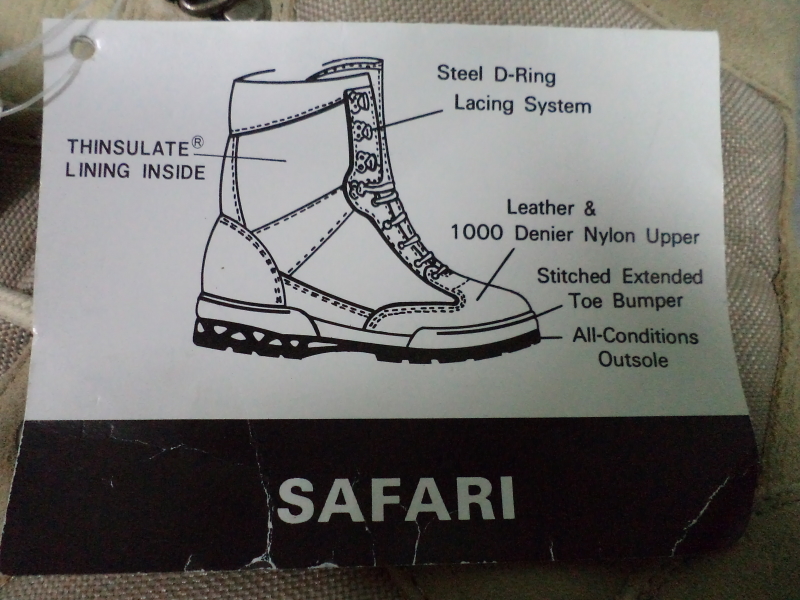 Steel D-Ring
Lacing System
THINSULATE®
LINING INSIDE
Leather &
1000 Denier Nylon Upper
Stitched Extended
Toe Bumper
All-Conditions
Outsole
SAFARI